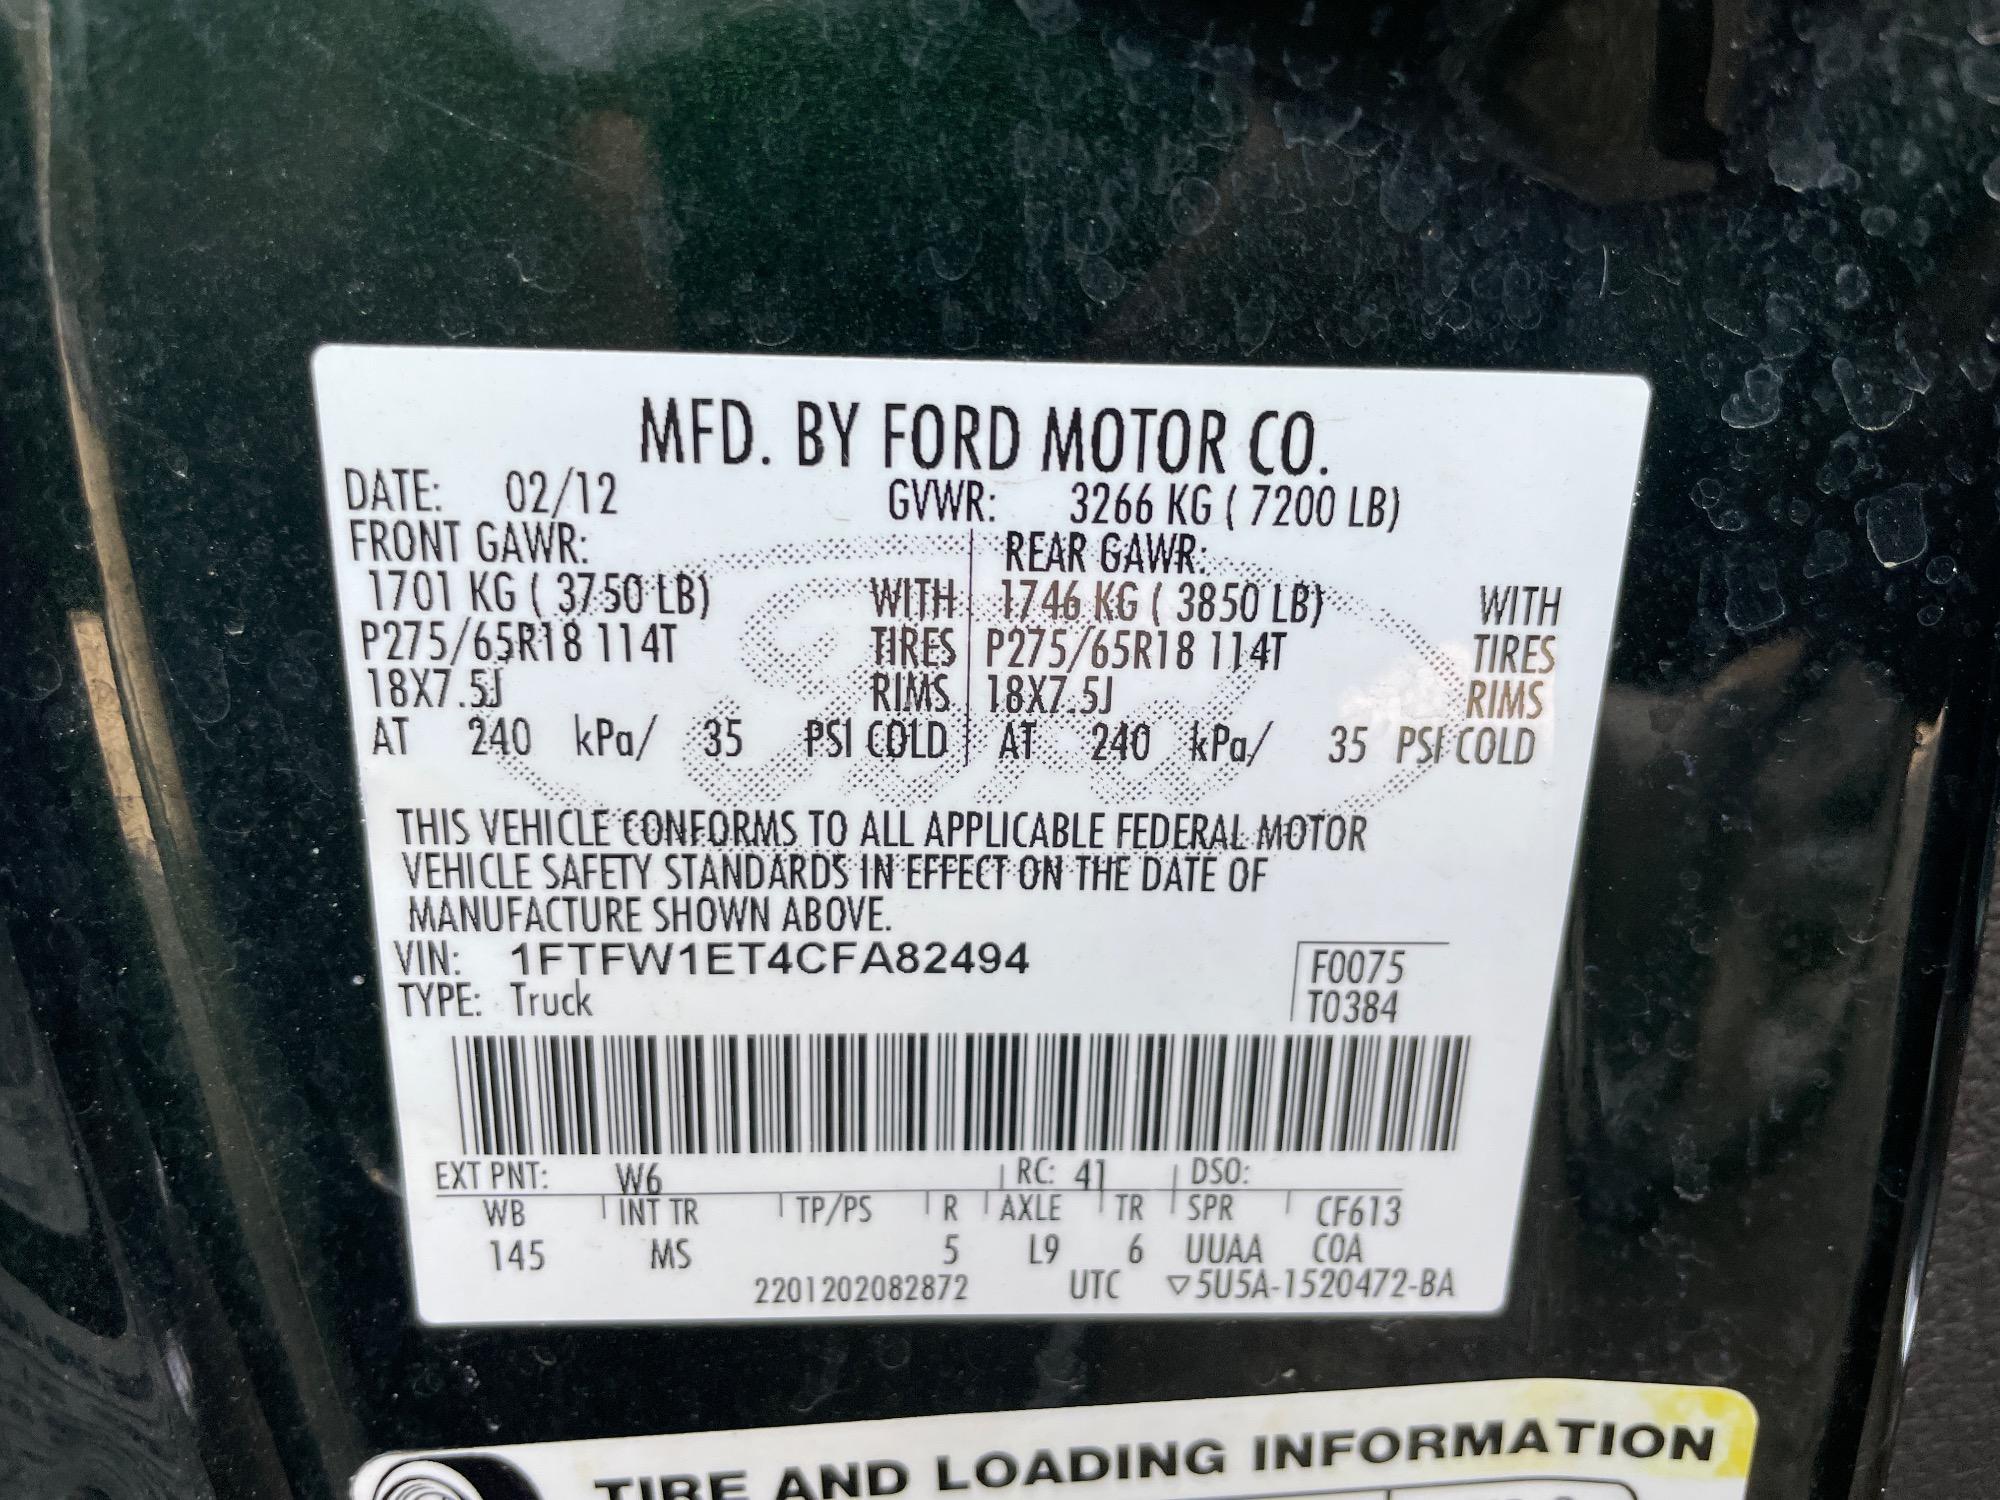 MFD. BY FORD MOTOR CO.
DATE: 02/12 GVWR: 3266 KG ( 7200 LB)
FRONT GAWR: REAR GAWR:
1701 KG ( 3750 LB) WITH 1746 KG ( 3850 LB) WITH
P275/65R18 114T TIRES P275/65R18 114T TIRES
18X7.5J RIMS 18X7.5J RIMS
AT 240 kPa/ 35 PSI COLD AT 240 kPa/ 35 PSI COLD
THIS VEHICLE CONFORMS TO ALL APPLICABLE FEDERAL MOTOR
VEHICLE SAFETY STANDARDS IN EFFECT ON THE DATE OF
MANUFACTURE SHOWN ABOVE.
VIN: 1FTFW1ET4CFA82494 F0075
TYPE: Truck T0384
EXT PNT: W6 RC: 41 DSO:
WB INT TR TP/PS R AXLE TR SPR CF613
145 MS 5 L9 6 UUAA COA
2201202082872 UTC ▽5U5A-1520472-BA
TIRE AND LOADING INFORMATION